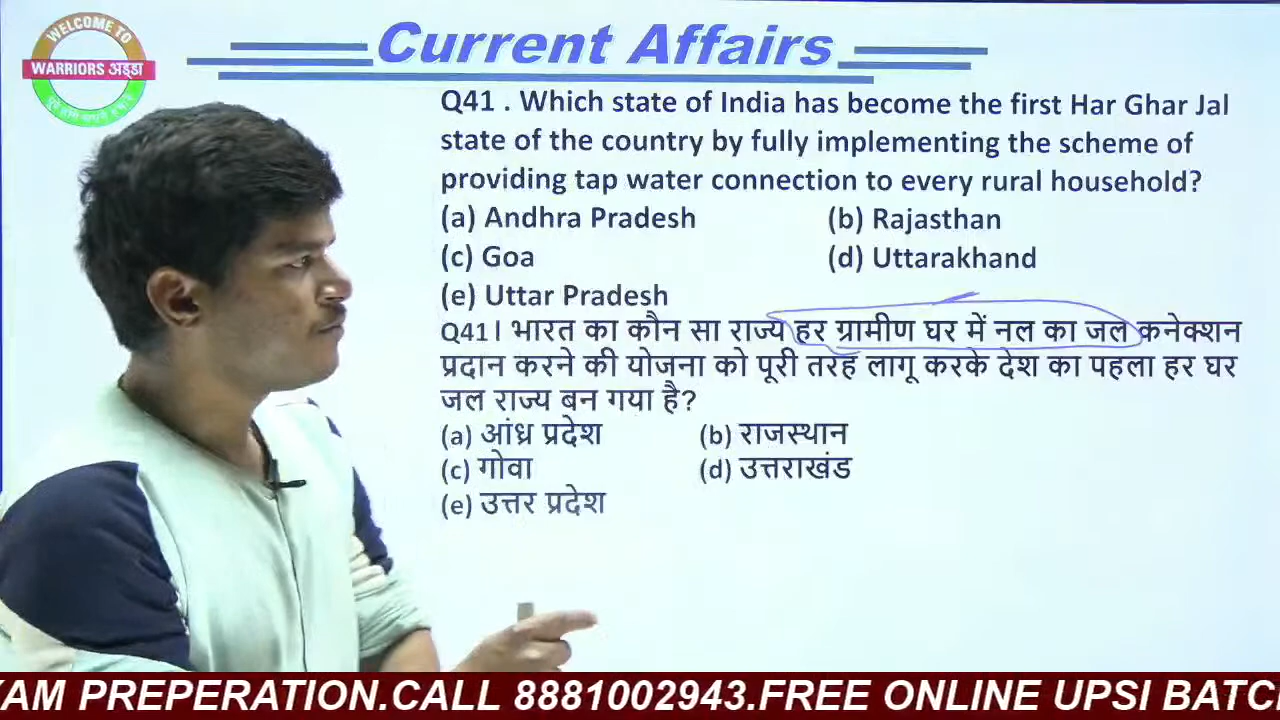 WELCOME TO
WARRIORS अड्डा
Current Affairs
Q41 . Which state of India has become the first Har Ghar Jal
state of the country by fully implementing the scheme of
providing tap water connection to every rural household?
(a) Andhra Pradesh (b) Rajasthan
(c) Goa (d) Uttarakhand
(e) Uttar Pradesh
Q41। भारत का कौन सा राज्य हर ग्रामीण घर में नल का जल कनेक्शन
प्रदान करने की योजना को पूरी तरह लागू करके देश का पहला हर घर
जल राज्य बन गया है?
(a) आंध्र प्रदेश (b) राजस्थान
(c) गोवा (d) उत्तराखंड
(e) उत्तर प्रदेश
XAM PREPERATION.CALL 8881002943.FREE ONLINE UPSI BATC